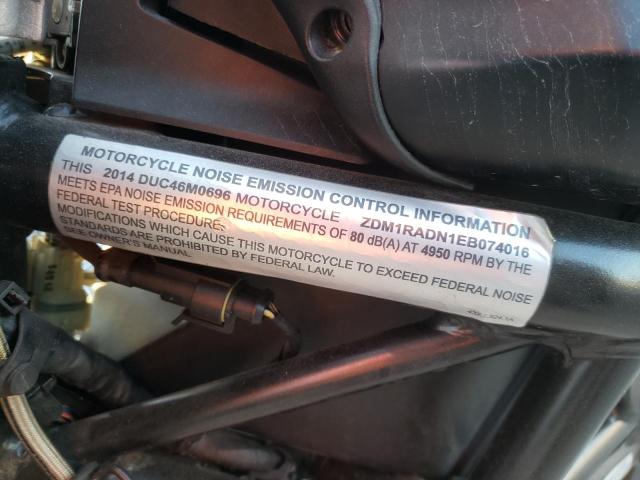 MOTORCYCLE NOISE EMISSION CONTROL INFORMATION
THIS 2014 DUC46M0696 MOTORCYCLE ZDM1RADN1EB074016
MEETS EPA NOISE EMISSION REQUIREMENTS OF 80 dB(A) AT 4950 RPM BY THE
FEDERAL TEST PROCEDURE.
MODIFICATIONS WHICH CAUSE THIS MOTORCYCLE TO EXCEED FEDERAL NOISE
STANDARDS ARE PROHIBITED BY FEDERAL LAW.
SEE OWNER'S MANUAL.